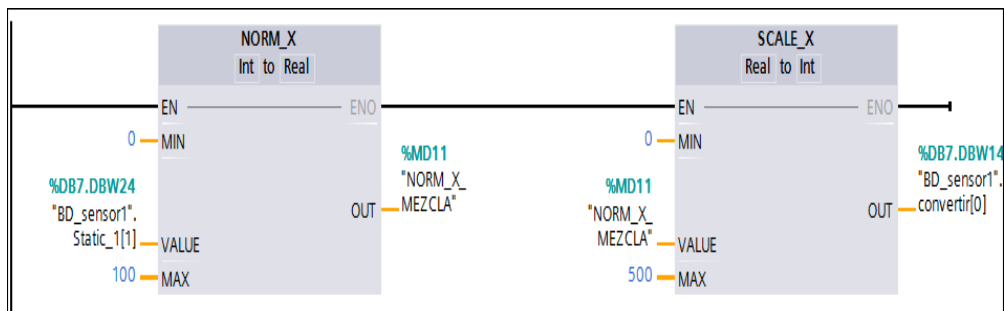 NORM_X
Int to Real
EN
ENO
0
MIN
%DB7.DBW24
"BD_sensor1".
Static_1[1]
VALUE
100
MAX
OUT
%MD11
"NORM_X_
MEZCLA"
SCALE_X
Real to Int
EN
ENO
0
MIN
%MD11
"NORM_X_
MEZCLA"
VALUE
500
MAX
OUT
%DB7.DBW14
"BD_sensor1".
convertir[0]